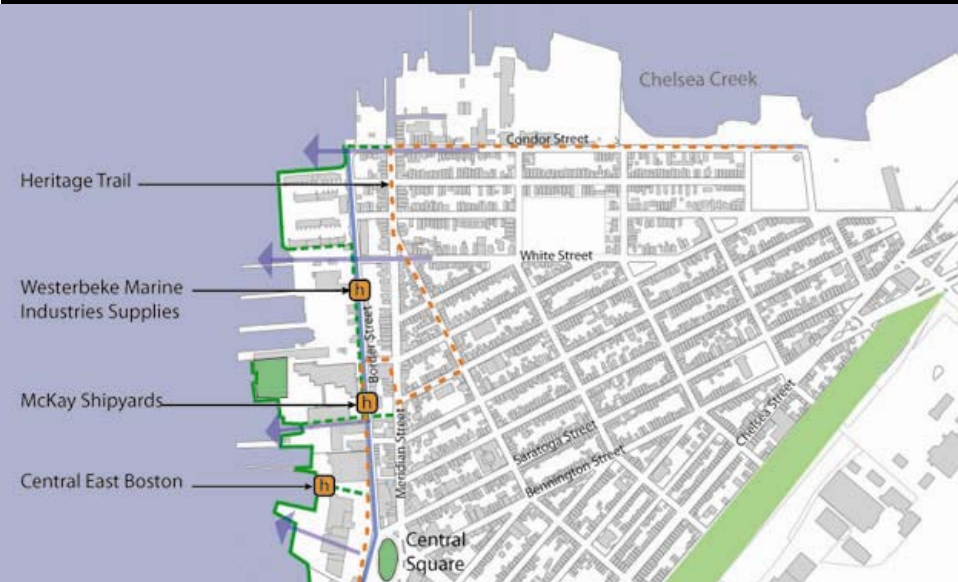 Chelsea Creek
Condor Street
Heritage Trail
White Street
Westerbeke Marine
Industries Supplies
h
Border Street
McKay Shipyards
h
Meridian Street
Chelsea Street
Saratoga Street
Bennington Street
Central East Boston
h
Central
Square